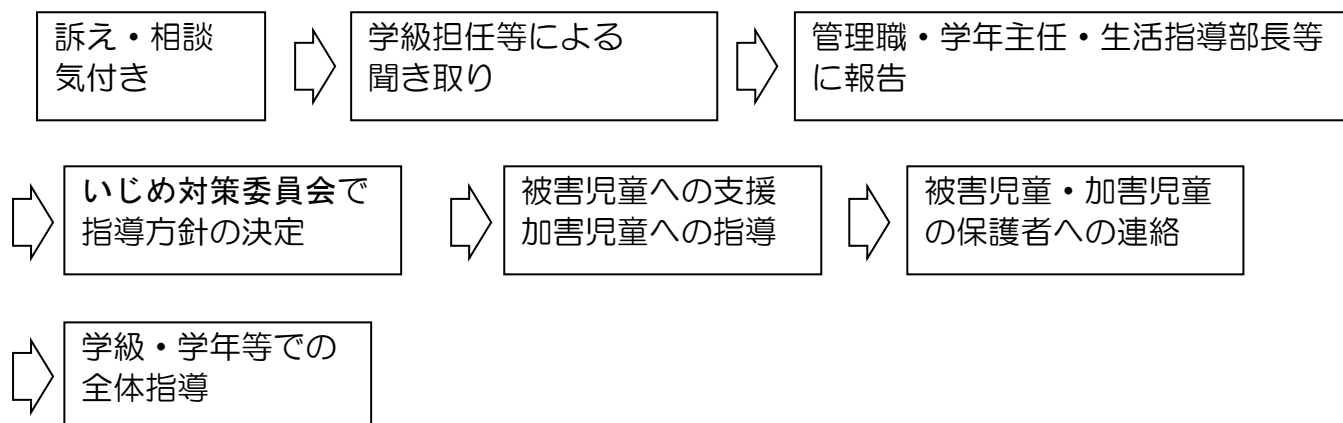 訴え・相談
気付き
学級担任等による
聞き取り
管理職・学年主任・生活指導部長等
に報告
いじめ対策委員会で
指導方針の決定
被害児童への支援
加害児童への指導
被害児童・加害児童
の保護者への連絡
学級・学年等での
全体指導